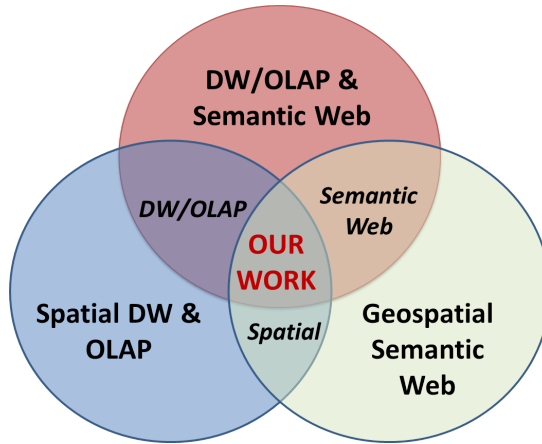 DW/OLAP &
Semantic Web
DW/OLAP
Semantic
Web
OUR
WORK
Spatial DW &
OLAP
Spatial
Geospatial
Semantic
Web